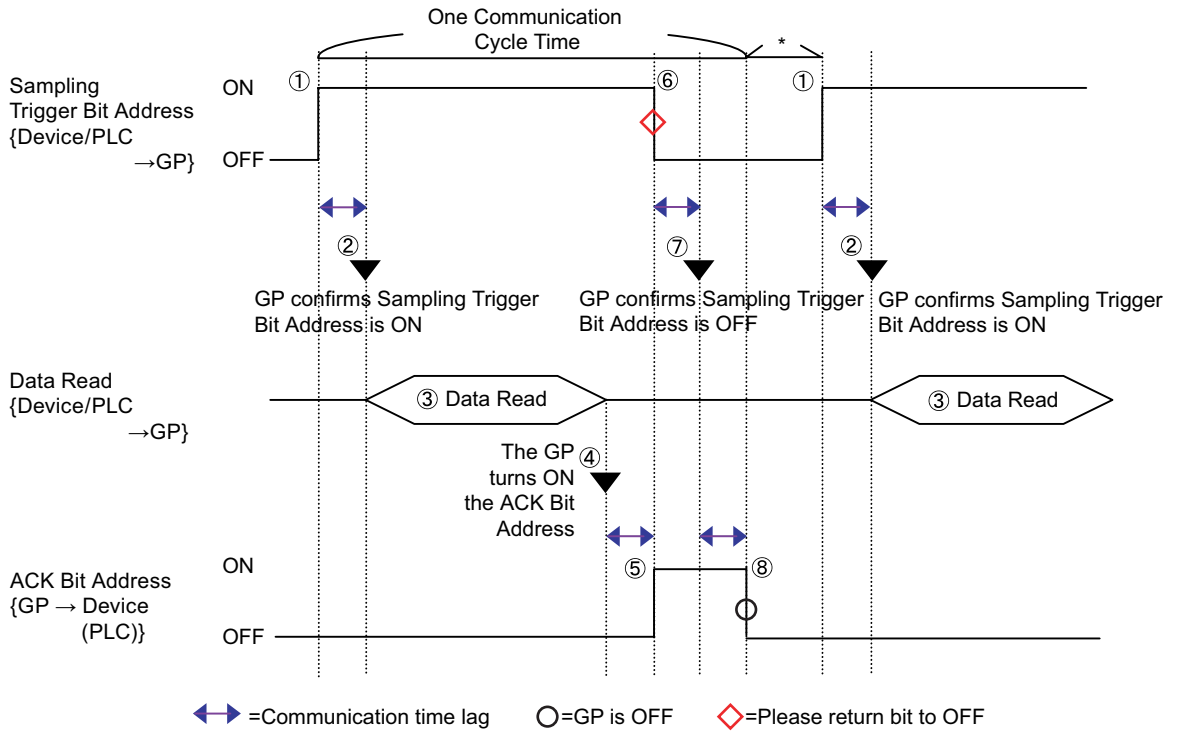 One Communication
Cycle Time
*
Sampling
Trigger Bit Address
{Device/PLC
→GP}
ON
OFF
①
⑥
①
②
⑦
②
GP confirms Sampling Trigger
Bit Address is ON
GP confirms Sampling Trigger
Bit Address is OFF
GP confirms Sampling Trigger
Bit Address is ON
Data Read
{Device/PLC
→GP}
③ Data Read
③ Data Read
The GP
turns ON
the ACK Bit
Address
④
ACK Bit Address
{GP → Device
(PLC)}
ON
OFF
⑤
⑧
=Communication time lag
=GP is OFF
=Please return bit to OFF